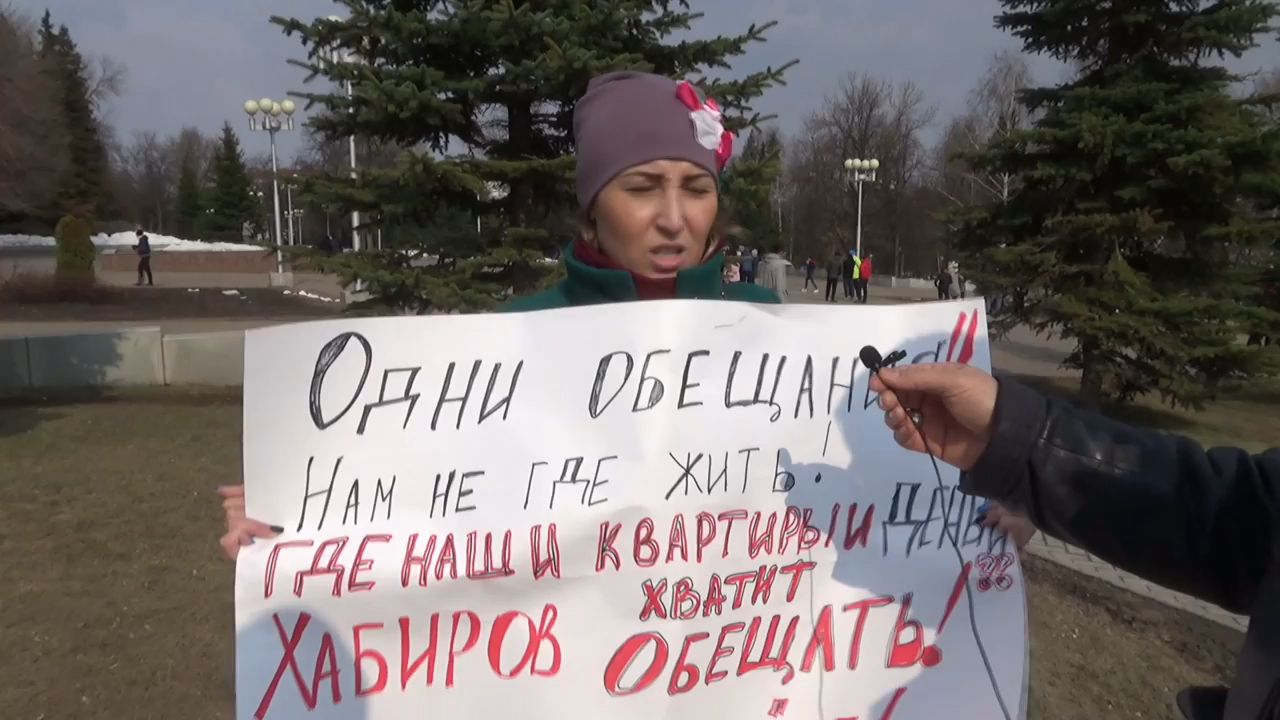 Одни обещания!!
Нам не где жить!
где наши квартиры и деньги??
Хабиров хватит обещать!